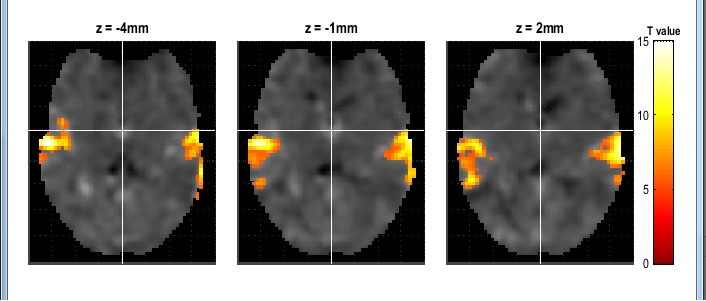 z = -4mm
z = -1mm
z = 2mm
T value
15
10
5
0